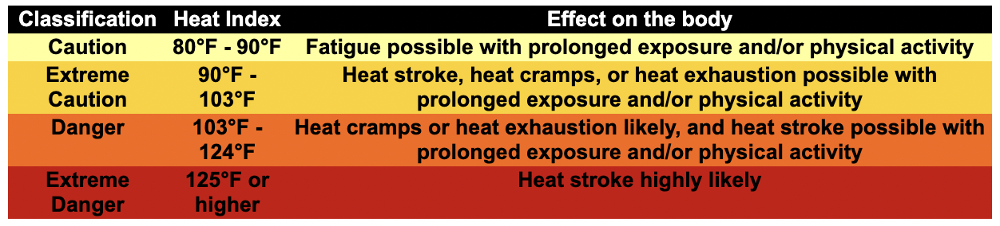 Classification Heat Index Effect on the body
Caution 80°F - 90°F Fatigue possible with prolonged exposure and/or physical activity
Extreme 90°F - Heat stroke, heat cramps, or heat exhaustion possible with
Caution 103°F prolonged exposure and/or physical activity
Danger 103°F - Heat cramps or heat exhaustion likely, and heat stroke possible with
124°F prolonged exposure and/or physical activity
Extreme 125°F or Heat stroke highly likely
Danger higher